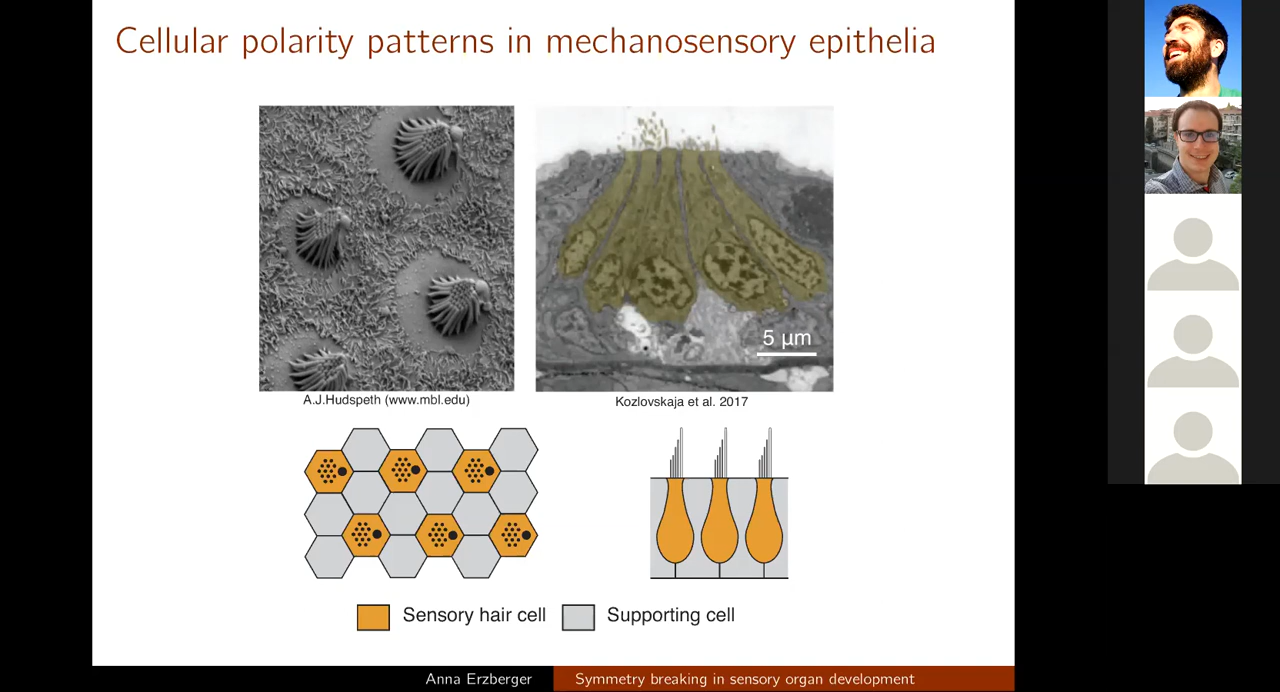 Cellular polarity patterns in mechanosensory epithelia
5 μm
A.J.Hudspeth (www.mbl.edu)
Kozlovskaja et al. 2017
Sensory hair cell
Supporting cell
Anna Erzberger
Symmetry breaking in sensory organ development